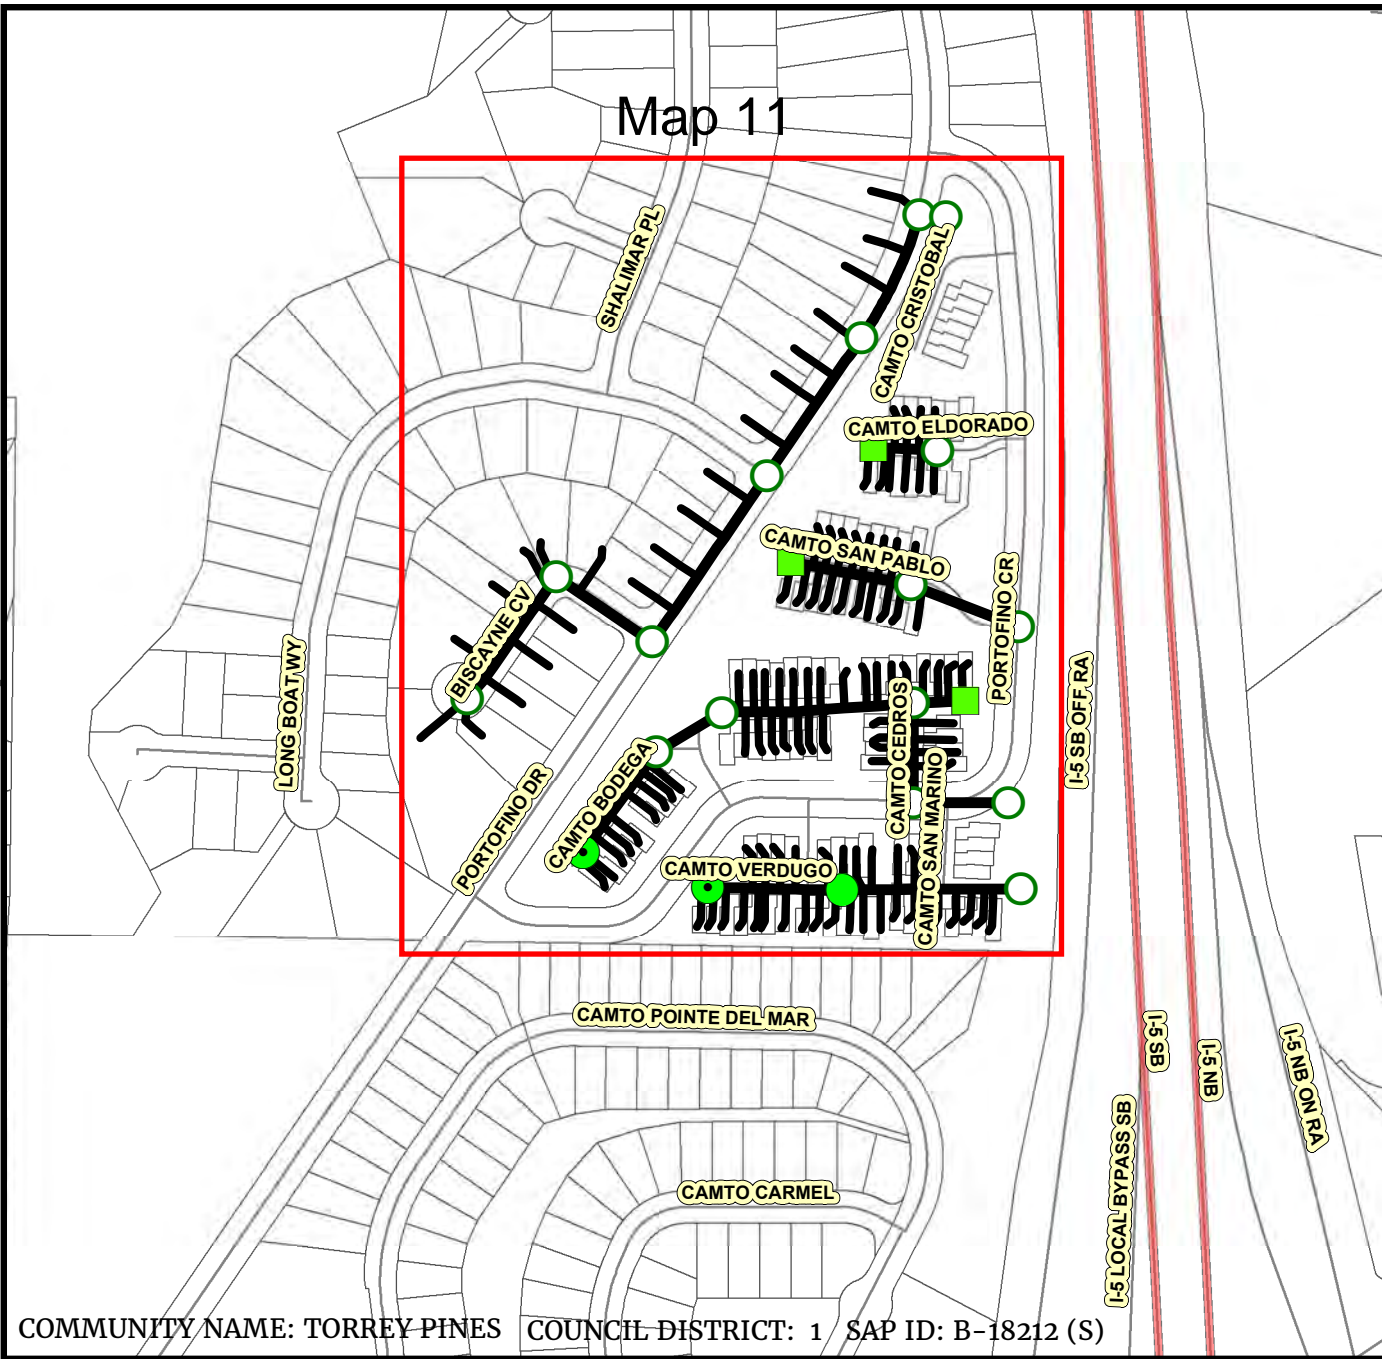 Map 11
SHALIMAR PL
CAMTO CRISTOBAL
CAMTO ELDORADO
CAMTO SAN PABLO
PORTOFINO CR
BISCAYNE CV
LONG BOAT WY
I-5 SB OFF RA
CAMTO CEDROS
CAMTO BODEGA
CAMTO SAN MARINO
PORTOFINO DR
CAMTO VERDUGO
CAMTO POINTE DEL MAR
I-5 SB
I-5 NB
I-5 NB ON RA
I-5 LOCAL BYPASS SB
CAMTO CARMEL
COMMUNITY NAME: TORREY PINES COUNCIL DISTRICT: 1 SAP ID: B-18212 (S)